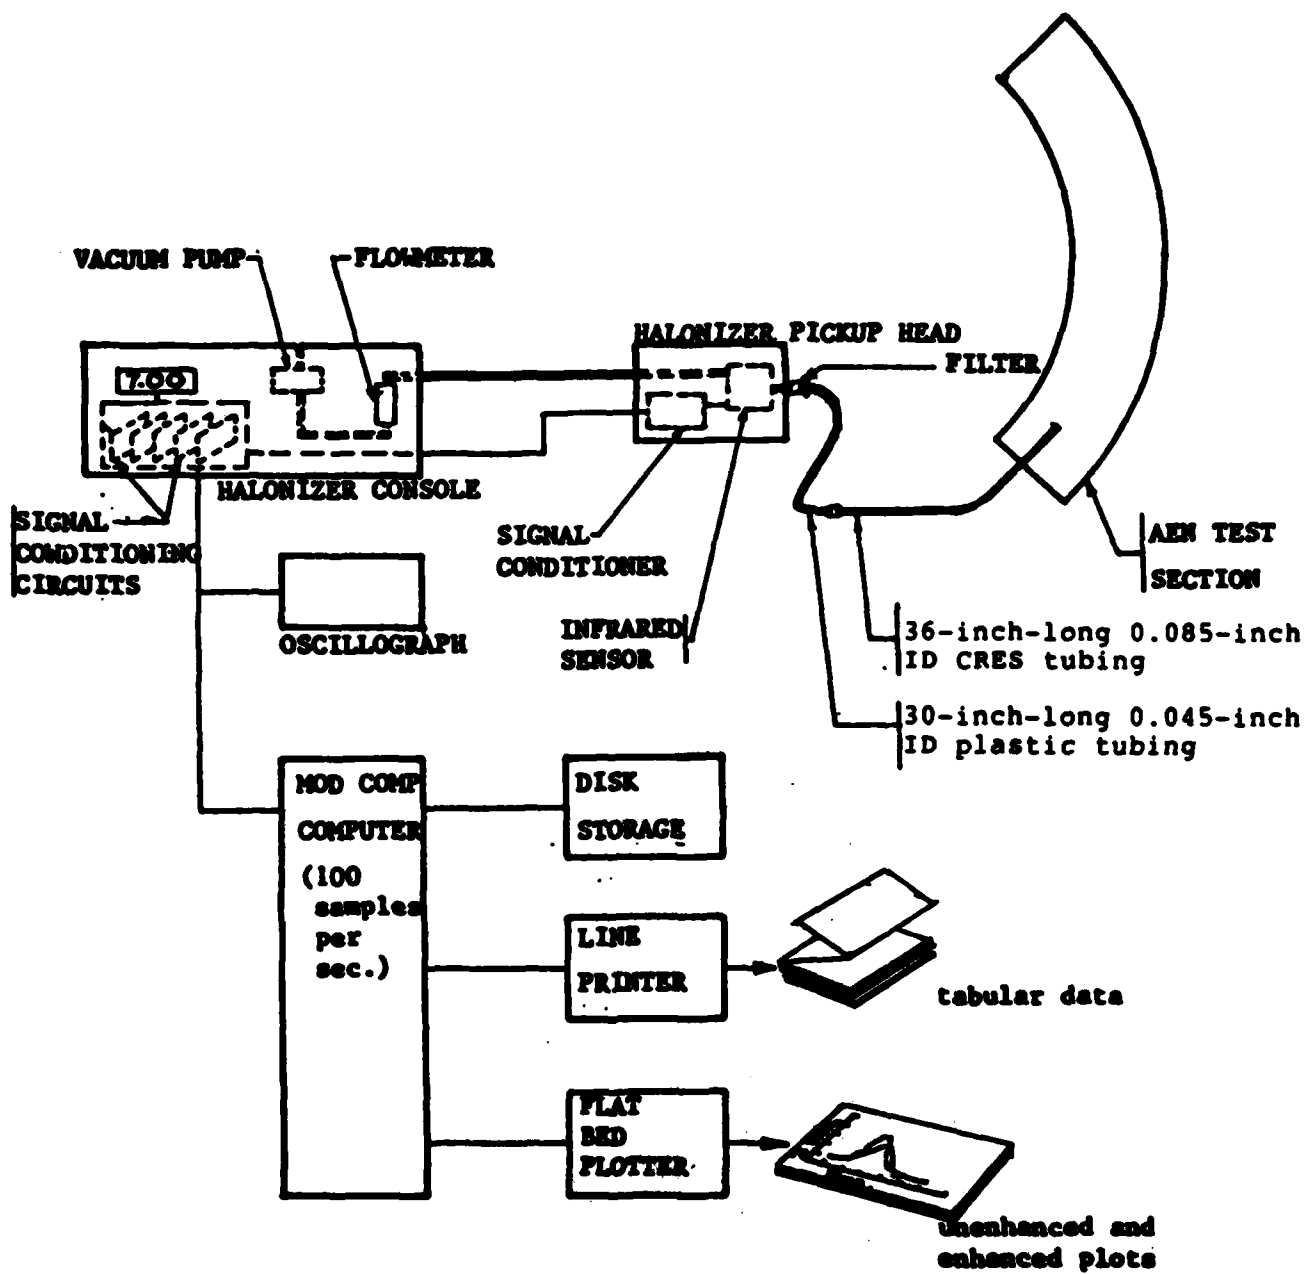 VACUUM PUMP
FLOWMETER
HALONIZER PICKUP HEAD
FILTER
7.00
HALONIZER CONSOLE
SIGNAL
CONDITIONING
CIRCUITS
SIGNAL
CONDITIONER
AEN TEST
SECTION
OSCILLOGRAPH
INFRARED
SENSOR
36-inch-long 0.085-inch
ID CRES tubing
30-inch-long 0.045-inch
ID plastic tubing
MOD COMP
COMPUTER
(100
samples
per
sec.)
DISK
STORAGE
LINE
PRINTER
tabular data
FLAT
BED
PLOTTER
unenhanced and
enhanced plots